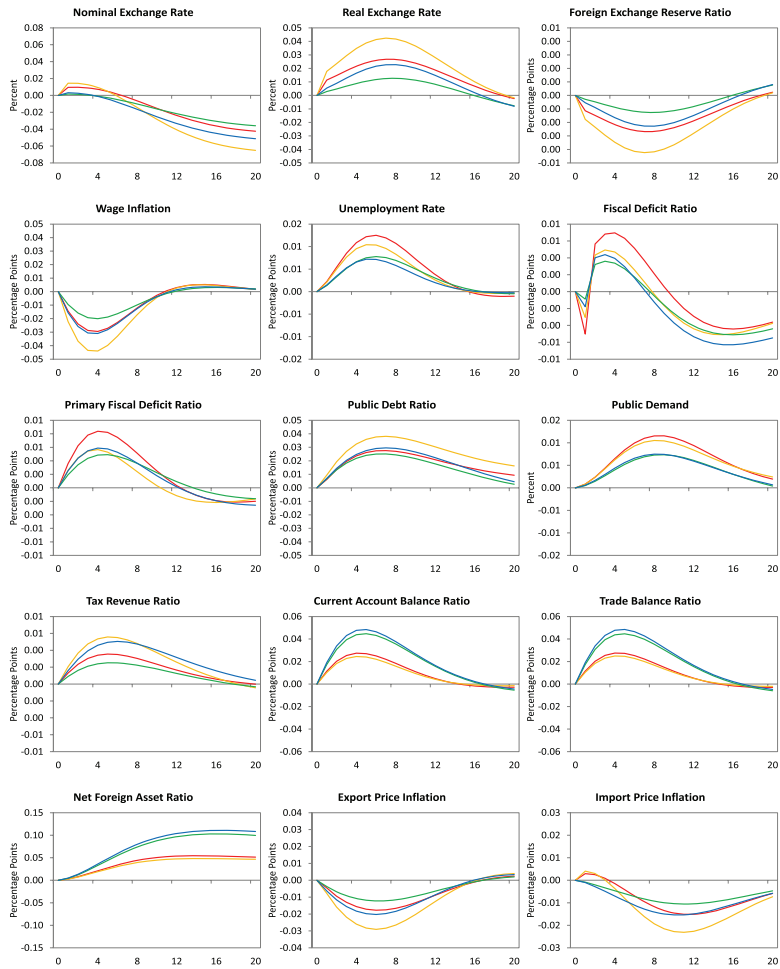 Nominal Exchange Rate
Percent
0.08
0.06
0.04
0.02
0.00
-0.02
-0.04
-0.06
-0.08
0 4 8 12 16 20
Real Exchange Rate
Percent
0.05
0.04
0.03
0.02
0.01
0.00
-0.01
-0.02
-0.03
-0.04
-0.05
0 4 8 12 16 20
Foreign Exchange Reserve Ratio
Percentage Points
0.01
0.00
0.00
0.00
0.00
0.00
0.00
0.00
0.00
0.00
-0.01
0 4 8 12 16 20
Wage Inflation
Percentage Points
0.05
0.04
0.03
0.02
0.01
0.00
-0.01
-0.02
-0.03
-0.04
-0.05
0 4 8 12 16 20
Unemployment Rate
Percentage Points
0.02
0.01
0.01
0.00
-0.01
-0.01
-0.02
0 4 8 12 16 20
Fiscal Deficit Ratio
Percentage Points
0.01
0.01
0.00
0.00
0.00
0.00
0.00
-0.01
-0.01
0 4 8 12 16 20
Primary Fiscal Deficit Ratio
Percentage Points
0.01
0.01
0.01
0.00
0.00
0.00
0.00
0.00
-0.01
-0.01
-0.01
0 4 8 12 16 20
Public Debt Ratio
Percentage Points
0.05
0.04
0.03
0.02
0.01
0.00
-0.01
-0.02
-0.03
-0.04
-0.05
0 4 8 12 16 20
Public Demand
Percent
0.02
0.01
0.01
0.00
-0.01
-0.01
-0.02
0 4 8 12 16 20
Tax Revenue Ratio
Percentage Points
0.01
0.01
0.00
0.00
0.00
0.00
0.00
-0.01
-0.01
0 4 8 12 16 20
Current Account Balance Ratio
Percentage Points
0.06
0.04
0.02
0.00
-0.02
-0.04
-0.06
0 4 8 12 16 20
Trade Balance Ratio
Percentage Points
0.06
0.04
0.02
0.00
-0.02
-0.04
-0.06
0 4 8 12 16 20
Net Foreign Asset Ratio
Percentage Points
0.15
0.10
0.05
0.00
-0.05
-0.10
-0.15
0 4 8 12 16 20
Export Price Inflation
Percentage Points
0.04
0.03
0.02
0.01
0.00
-0.01
-0.02
-0.03
-0.04
0 4 8 12 16 20
Import Price Inflation
Percentage Points
0.03
0.02
0.01
0.00
-0.01
-0.02
-0.03
0 4 8 12 16 20